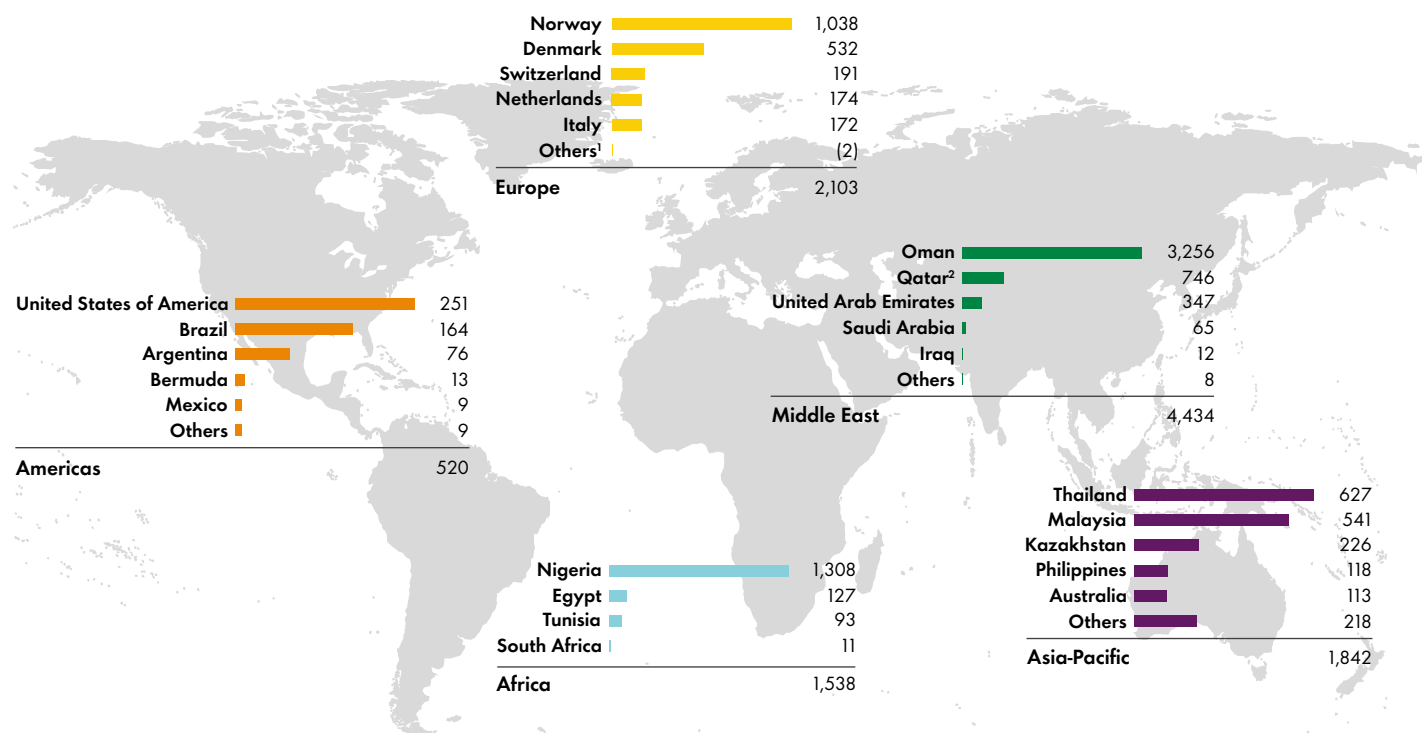 Norway 1,038
Denmark 532
Switzerland 191
Netherlands 174
Italy 172
Others¹ (2)
Europe 2,103
Oman 3,256
Qatar² 746
United Arab Emirates 347
Saudi Arabia 65
Iraq 12
Others 8
Middle East 4,434
United States of America 251
Brazil 164
Argentina 76
Bermuda 13
Mexico 9
Others 9
Americas 520
Thailand 627
Malaysia 541
Kazakhstan 226
Philippines 118
Australia 113
Others 218
Asia-Pacific 1,842
Nigeria 1,308
Egypt 127
Tunisia 93
South Africa 11
Africa 1,538